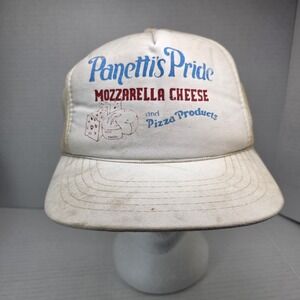 Panetti's Pride
MOZZARELLA CHEESE
and
Pizza Products